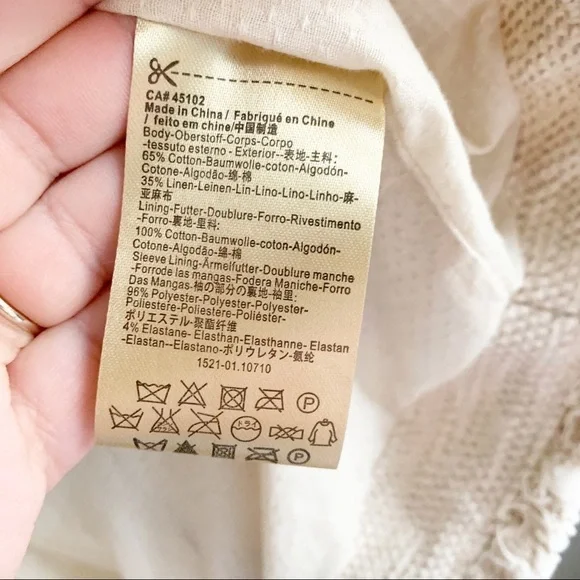 CA# 45102
Made in China / Fabriqué en Chine
/ feito em chine/中国制造
Body-Oberstoff-Corps-Corpo
-tessuto esterno - Exterior--表地-主料:
65% Cotton-Baumwolle-coton-Algodón-
Cotone-Algodão-绵-棉
35% Linen-Leinen-Lin-Lino-Lino-Linho-麻-
亚麻布
Lining-Futter-Doublure-Forro-Rivestimento
-Forro-裏地-里料:
100% Cotton-Baumwolle-coton-Algodón-
Cotone-Algodão-绵-棉
Sleeve Lining-Ärmelfutter-Doublure manche
-Forrode las mangas-Fodera Maniche-Forro
Das Mangas-袖の部分の裏地-袖里:
96% Polyester-Polyester-Polyester-
Poliestere-Poliestere-Poliéster-
ポリエステル-聚酯纤维
4% Elastane- Elasthan-Elasthanne- Elastan
-Elastan--Elastano-ポリウレタン-氨纶
1521-01.10710
P
ドライ
P